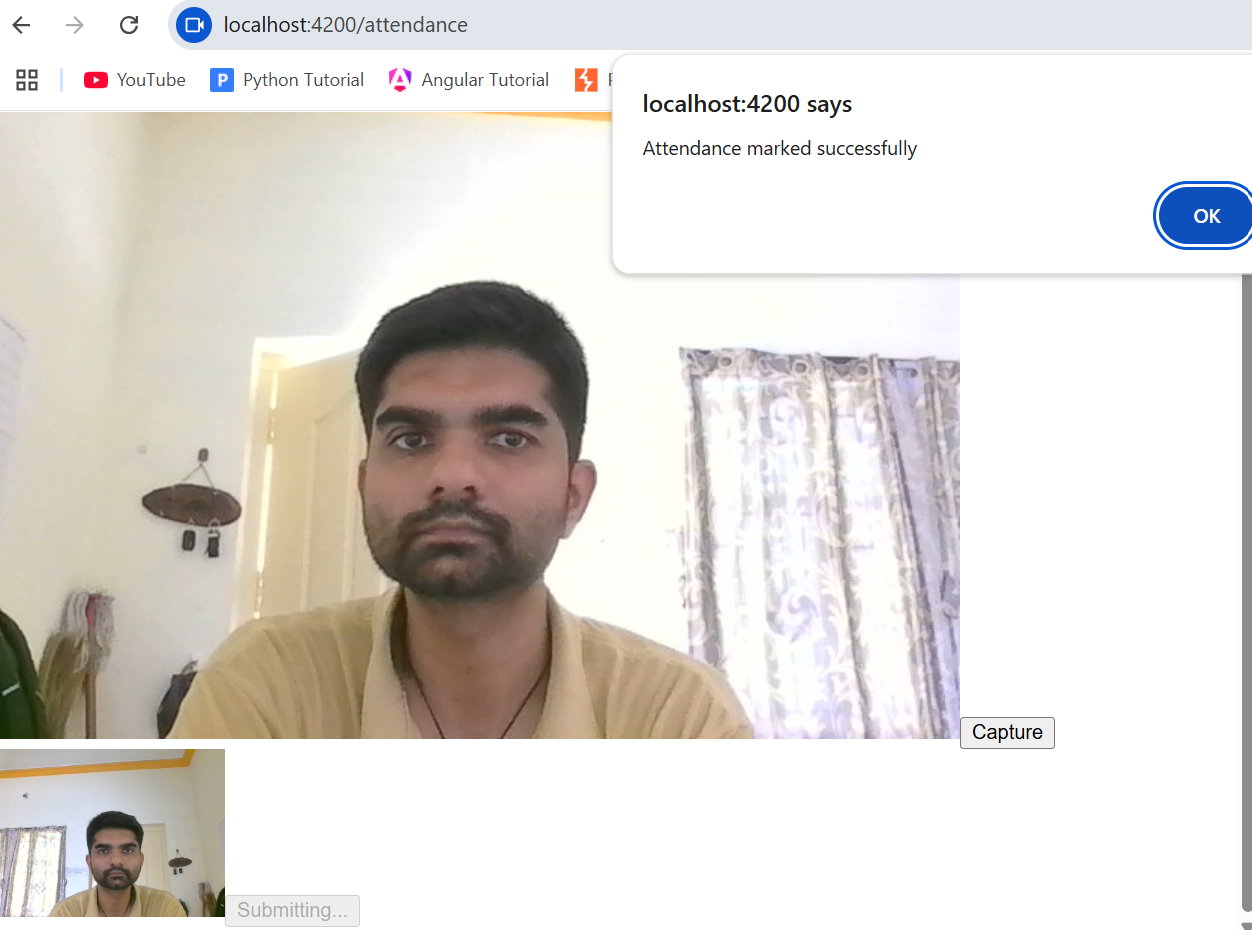 localhost:4200/attendance
YouTube
Python Tutorial
Angular Tutorial
localhost:4200 says
Attendance marked successfully
OK
Capture
Submitting...